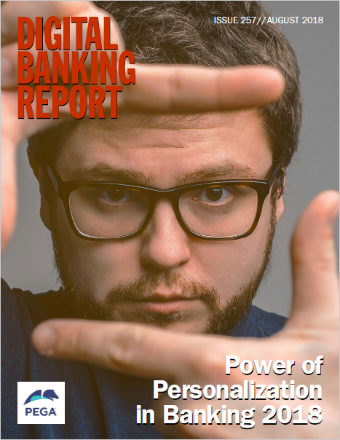 ISSUE 257//AUGUST 2018
DIGITAL
BANKING
REPORT
Power of
Personalization
in Banking 2018
PEGA